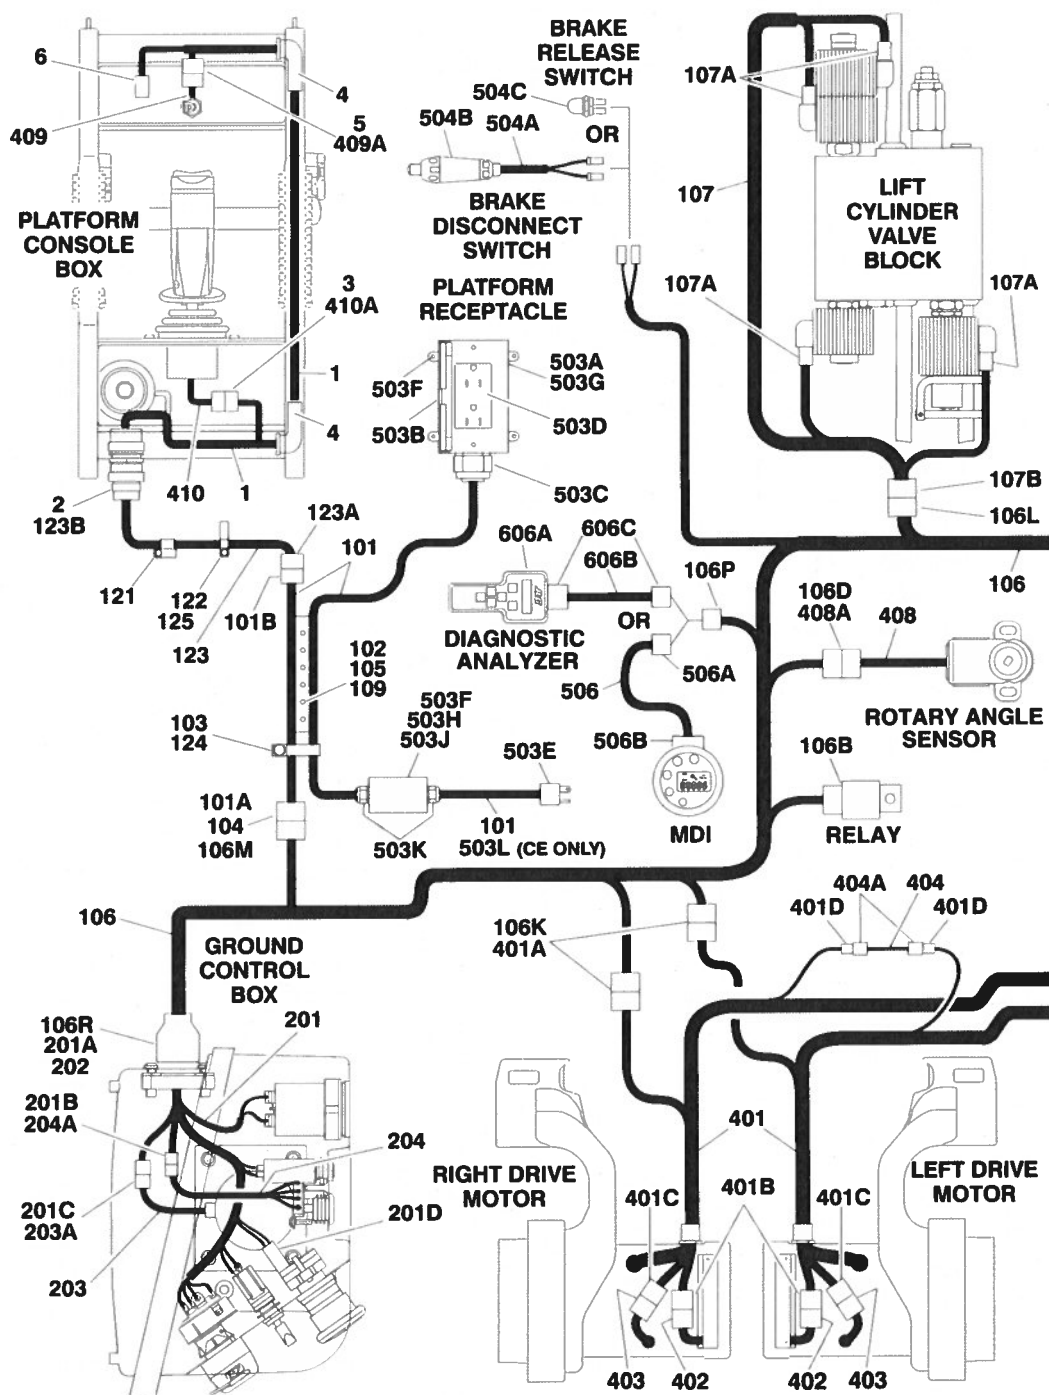 6
409
4
5
409A
PLATFORM
CONSOLE
BOX
3
410A
1
4
410
1
2
123B
BRAKE
RELEASE
SWITCH
504C
504B
504A
OR
BRAKE
DISCONNECT
SWITCH
PLATFORM
RECEPTACLE
503F
503A
503G
503B
503D
503C
107A
107
LIFT
CYLINDER
VALVE
BLOCK
107A
107A
107B
106L
106
123A
101
121
122
125
123
101B
606A
606C
606B
106P
OR
DIAGNOSTIC
ANALYZER
506A
506
506B
MDI
106D
408A
408
ROTARY ANGLE
SENSOR
106B
RELAY
102
105
109
103
124
503F
503H
503J
503E
101A
104
106M
503K
101
503L (CE ONLY)
106
GROUND
CONTROL
BOX
106K
401A
404A
404
401D
401D
106R
201A
202
201
201B
204A
204
201C
203A
201D
203
401
RIGHT DRIVE
MOTOR
LEFT DRIVE
MOTOR
401C
401B
401C
403
402
402
403